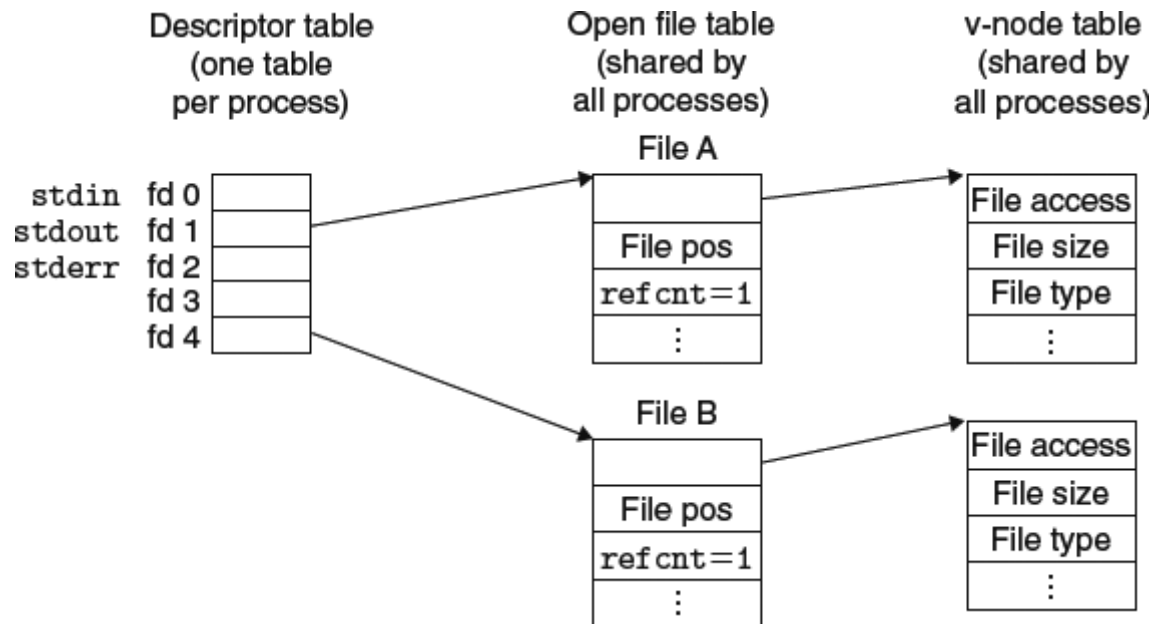 Descriptor table
(one table
per process)
Open file table
(shared by
all processes)
v-node table
(shared by
all processes)
stdin fd 0
stdout fd 1
stderr fd 2
fd 3
fd 4
File A
File pos
refcnt=1
⋮
File access
File size
File type
⋮
File B
File pos
refcnt=1
⋮
File access
File size
File type
⋮